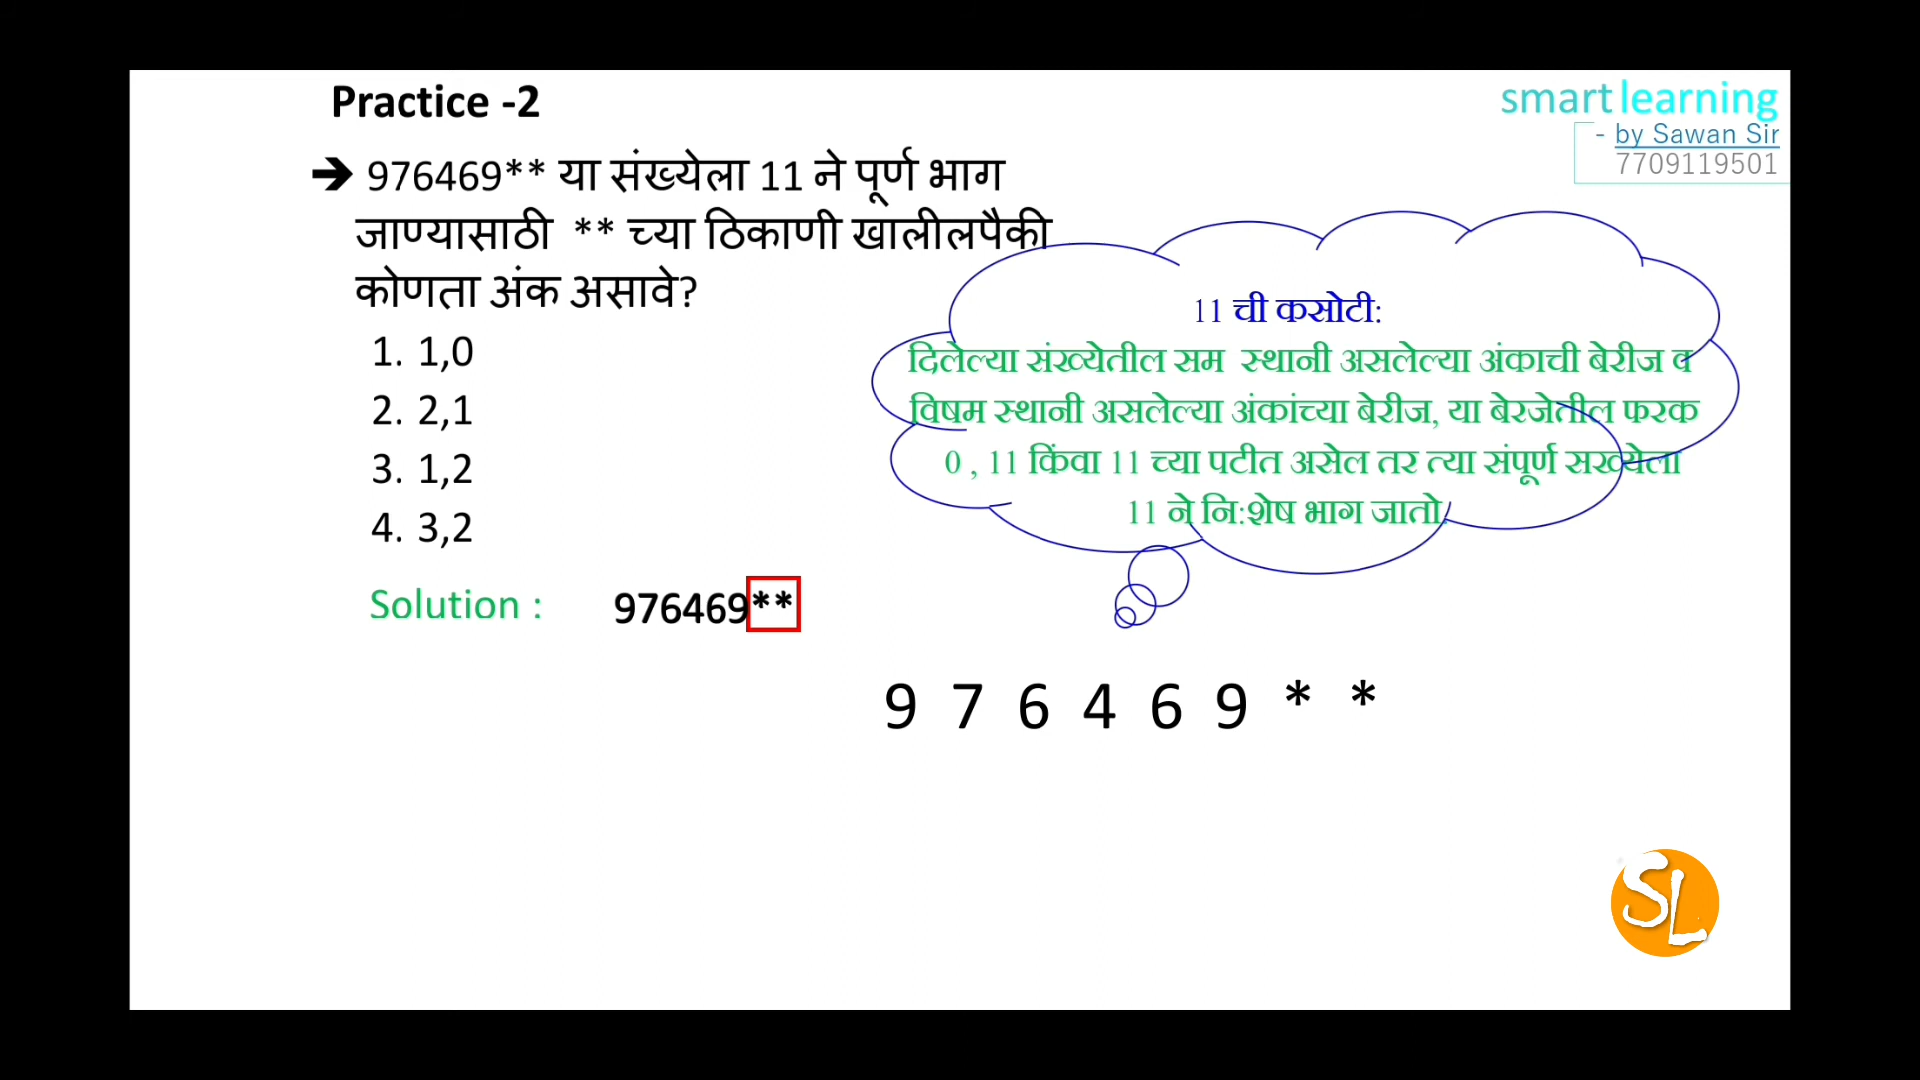 Practice -2
smart learning
- by Sawan Sir
7709119501
➔ 976469** या संख्येला 11 ने पूर्ण भाग
जाण्यासाठी ** च्या ठिकाणी खालीलपैकी
कोणता अंक असावे?
1. 1,0
2. 2,1
3. 1,2
4. 3,2
11 ची कसोटी:
दिलेल्या संख्येतील सम स्थानी असलेल्या अंकाची बेरीज व
विषम स्थानी असलेल्या अंकांच्या बेरीज, या बेरजेतील फरक
0 , 11 किंवा 11 च्या पटीत असेल तर त्या संपूर्ण सख्येला
11 ने नि:शेष भाग जातो.
Solution : 976469**
9 7 6 4 6 9 * *
SL